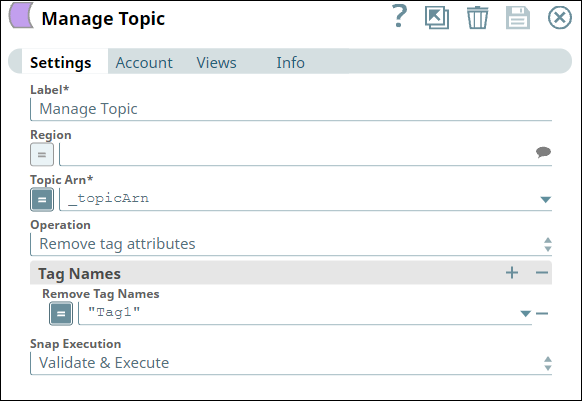 Manage Topic ?
Settings Account Views Info
Label*
Manage Topic
Region
=
Topic Arn*
= _topicArn
Operation
Remove tag attributes
Tag Names + −
Remove Tag Names
= "Tag1" −
Snap Execution
Validate & Execute